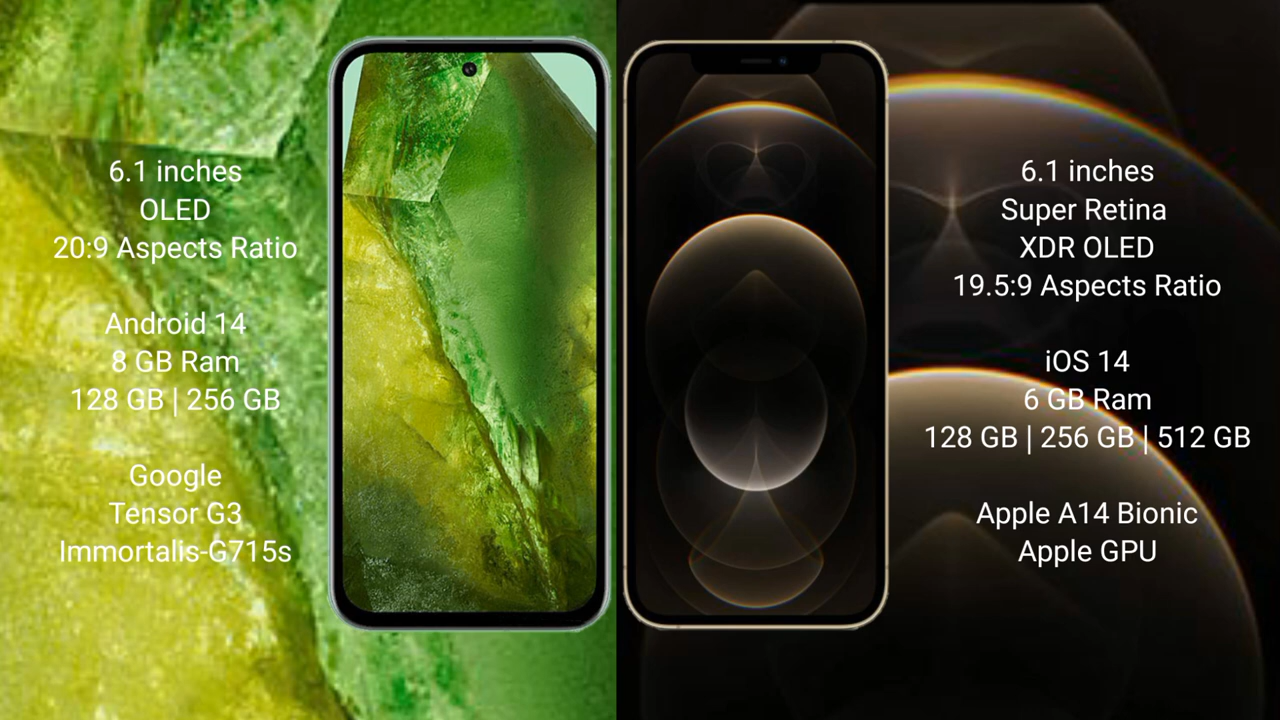 6.1 inches
OLED
20:9 Aspects Ratio
Android 14
8 GB Ram
128 GB | 256 GB
Google
Tensor G3
Immortalis-G715s
6.1 inches
Super Retina
XDR OLED
19.5:9 Aspects Ratio
iOS 14
6 GB Ram
128 GB | 256 GB | 512 GB
Apple A14 Bionic
Apple GPU